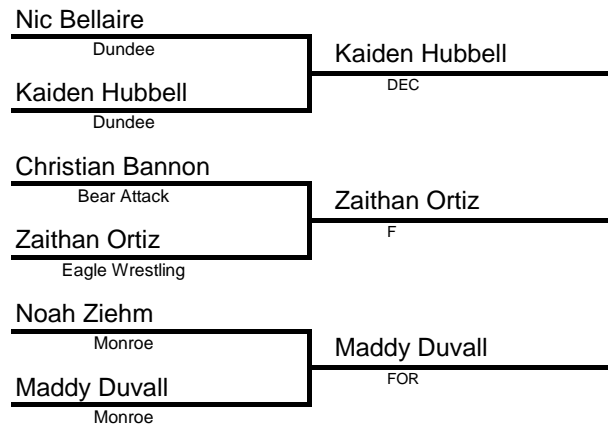 Nic Bellaire
Dundee
Kaiden Hubbell
DEC
Kaiden Hubbell
Dundee
Christian Bannon
Bear Attack
Zaithan Ortiz
F
Zaithan Ortiz
Eagle Wrestling
Noah Ziehm
Monroe
Maddy Duvall
FOR
Maddy Duvall
Monroe